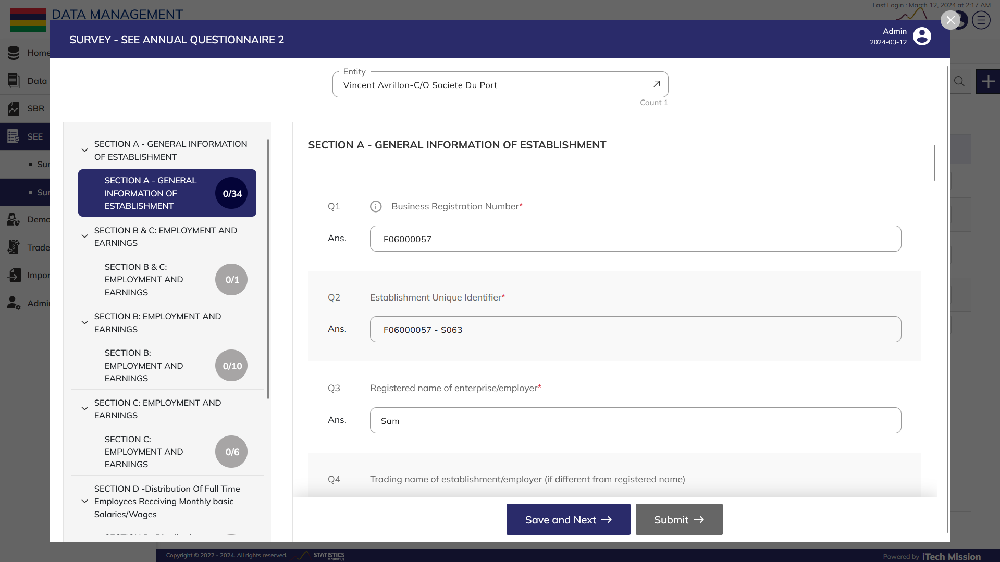 DATA MANAGEMENT
Last Login : March 12, 2024 at 2:17 AM
SURVEY - SEE ANNUAL QUESTIONNAIRE 2
Admin
2024-03-12
Home
Data
SBR
SEE
Sur
Sur
Demo
Trade
Impor
Admi
Entity
Vincent Avrillon-C/O Societe Du Port
Count 1
SECTION A - GENERAL INFORMATION
OF ESTABLISHMENT
SECTION A - GENERAL
INFORMATION OF
ESTABLISHMENT
0/34
SECTION B & C: EMPLOYMENT AND
EARNINGS
SECTION B & C:
EMPLOYMENT AND
EARNINGS
0/1
SECTION B: EMPLOYMENT AND
EARNINGS
SECTION B:
EMPLOYMENT AND
EARNINGS
0/10
SECTION C: EMPLOYMENT AND
EARNINGS
SECTION C:
EMPLOYMENT AND
EARNINGS
0/6
SECTION D -Distribution Of Full Time
Employees Receiving Monthly basic
Salaries/Wages
SECTION A - GENERAL INFORMATION OF ESTABLISHMENT
Q1 Business Registration Number*
Ans. F06000057
Q2 Establishment Unique Identifier*
Ans. F06000057 - S063
Q3 Registered name of enterprise/employer*
Ans. Sam
Q4 Trading name of establishment/employer (if different from registered name)
Save and Next
Submit
Copyright © 2022 - 2024. All rights reserved.
STATISTICS
MAURITIUS
Powered by iTech Mission